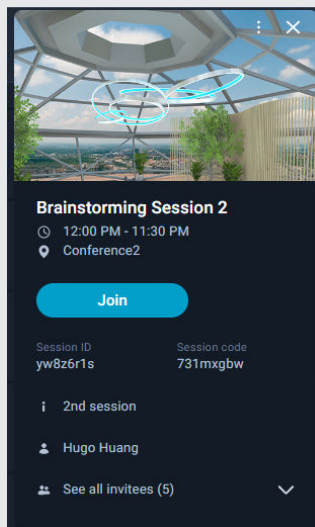 Brainstorming Session 2
12:00 PM - 11:30 PM
Conference2
Join
Session ID
yw8z6r1s
Session code
731mxgbw
2nd session
Hugo Huang
See all invitees (5)